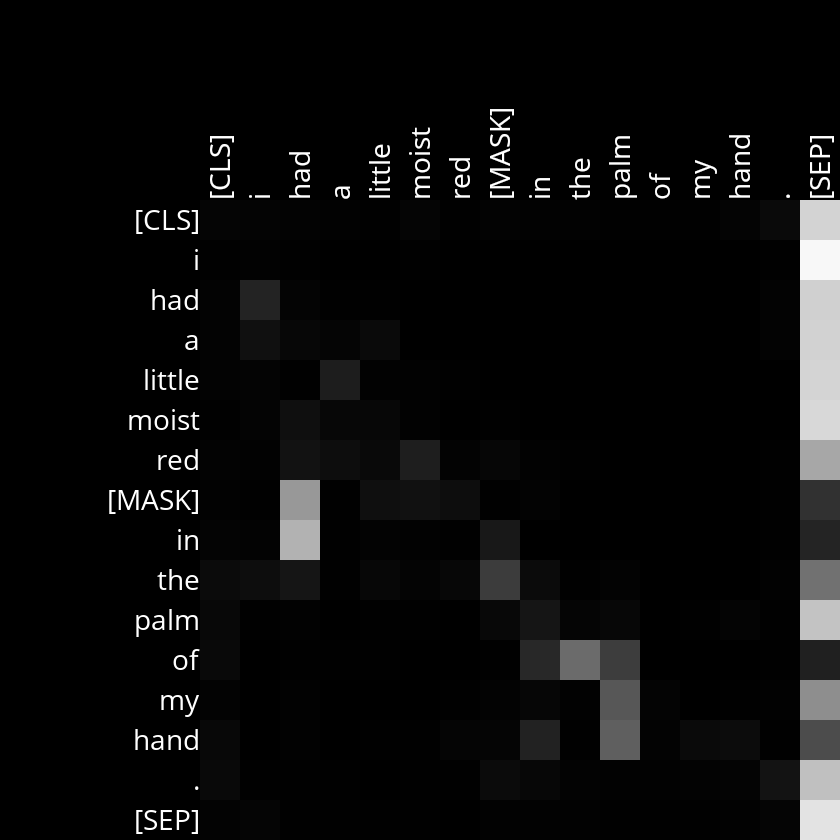 [CLS] i had a little moist red [MASK] in the palm of my hand . [SEP]
[CLS]
i
had
a
little
moist
red
[MASK]
in
the
palm
of
my
hand
.
[SEP]